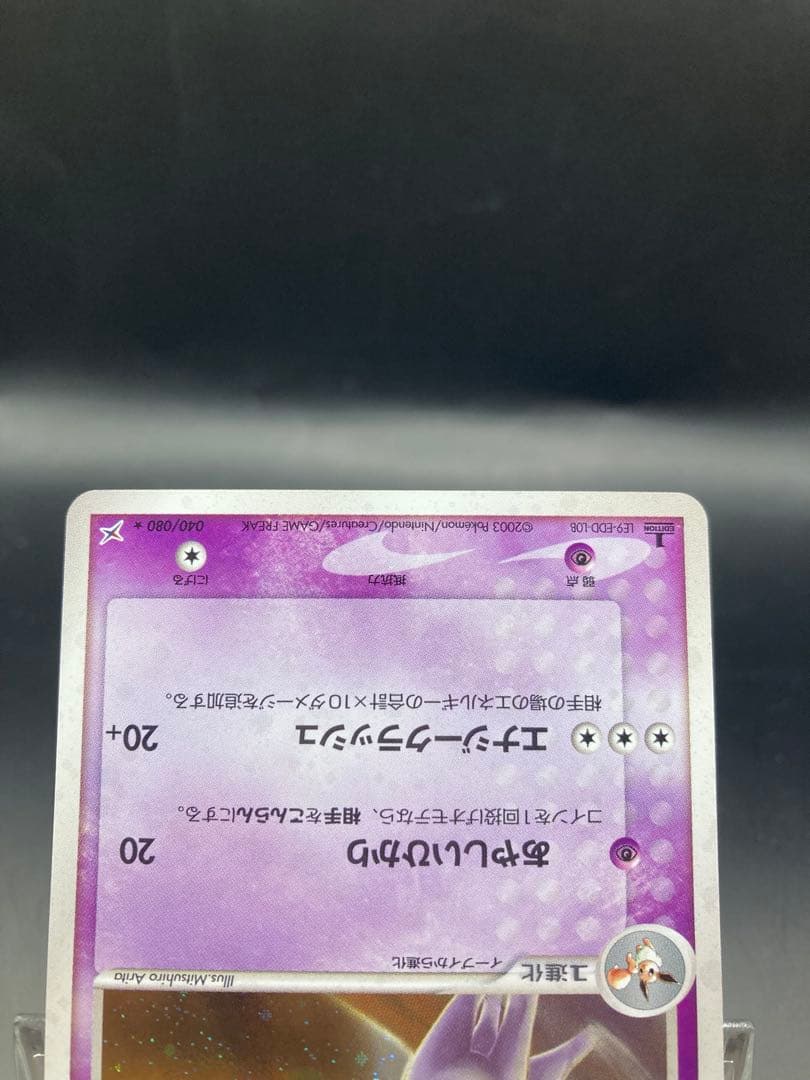 Illus.Mitsuhiro Arita
1進化 イーブイから進化
あやしいひかり 20
コインを1回投げオモテなら、相手をこんらんにする。
エナジークラッシュ 20+
相手の場のエネルギーの合計×10ダメージを追加する。
弱点 抵抗力 にげる
1 EDITION LE9-EDD-L0B ©2003 Pokémon/Nintendo/Creatures/GAME FREAK 040/080 ★